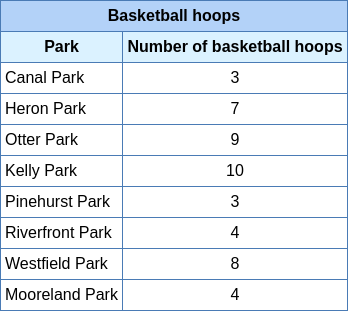 Basketball hoops
Park Number of basketball hoops
Canal Park 3
Heron Park 7
Otter Park 9
Kelly Park 10
Pinehurst Park 3
Riverfront Park 4
Westfield Park 8
Mooreland Park 4